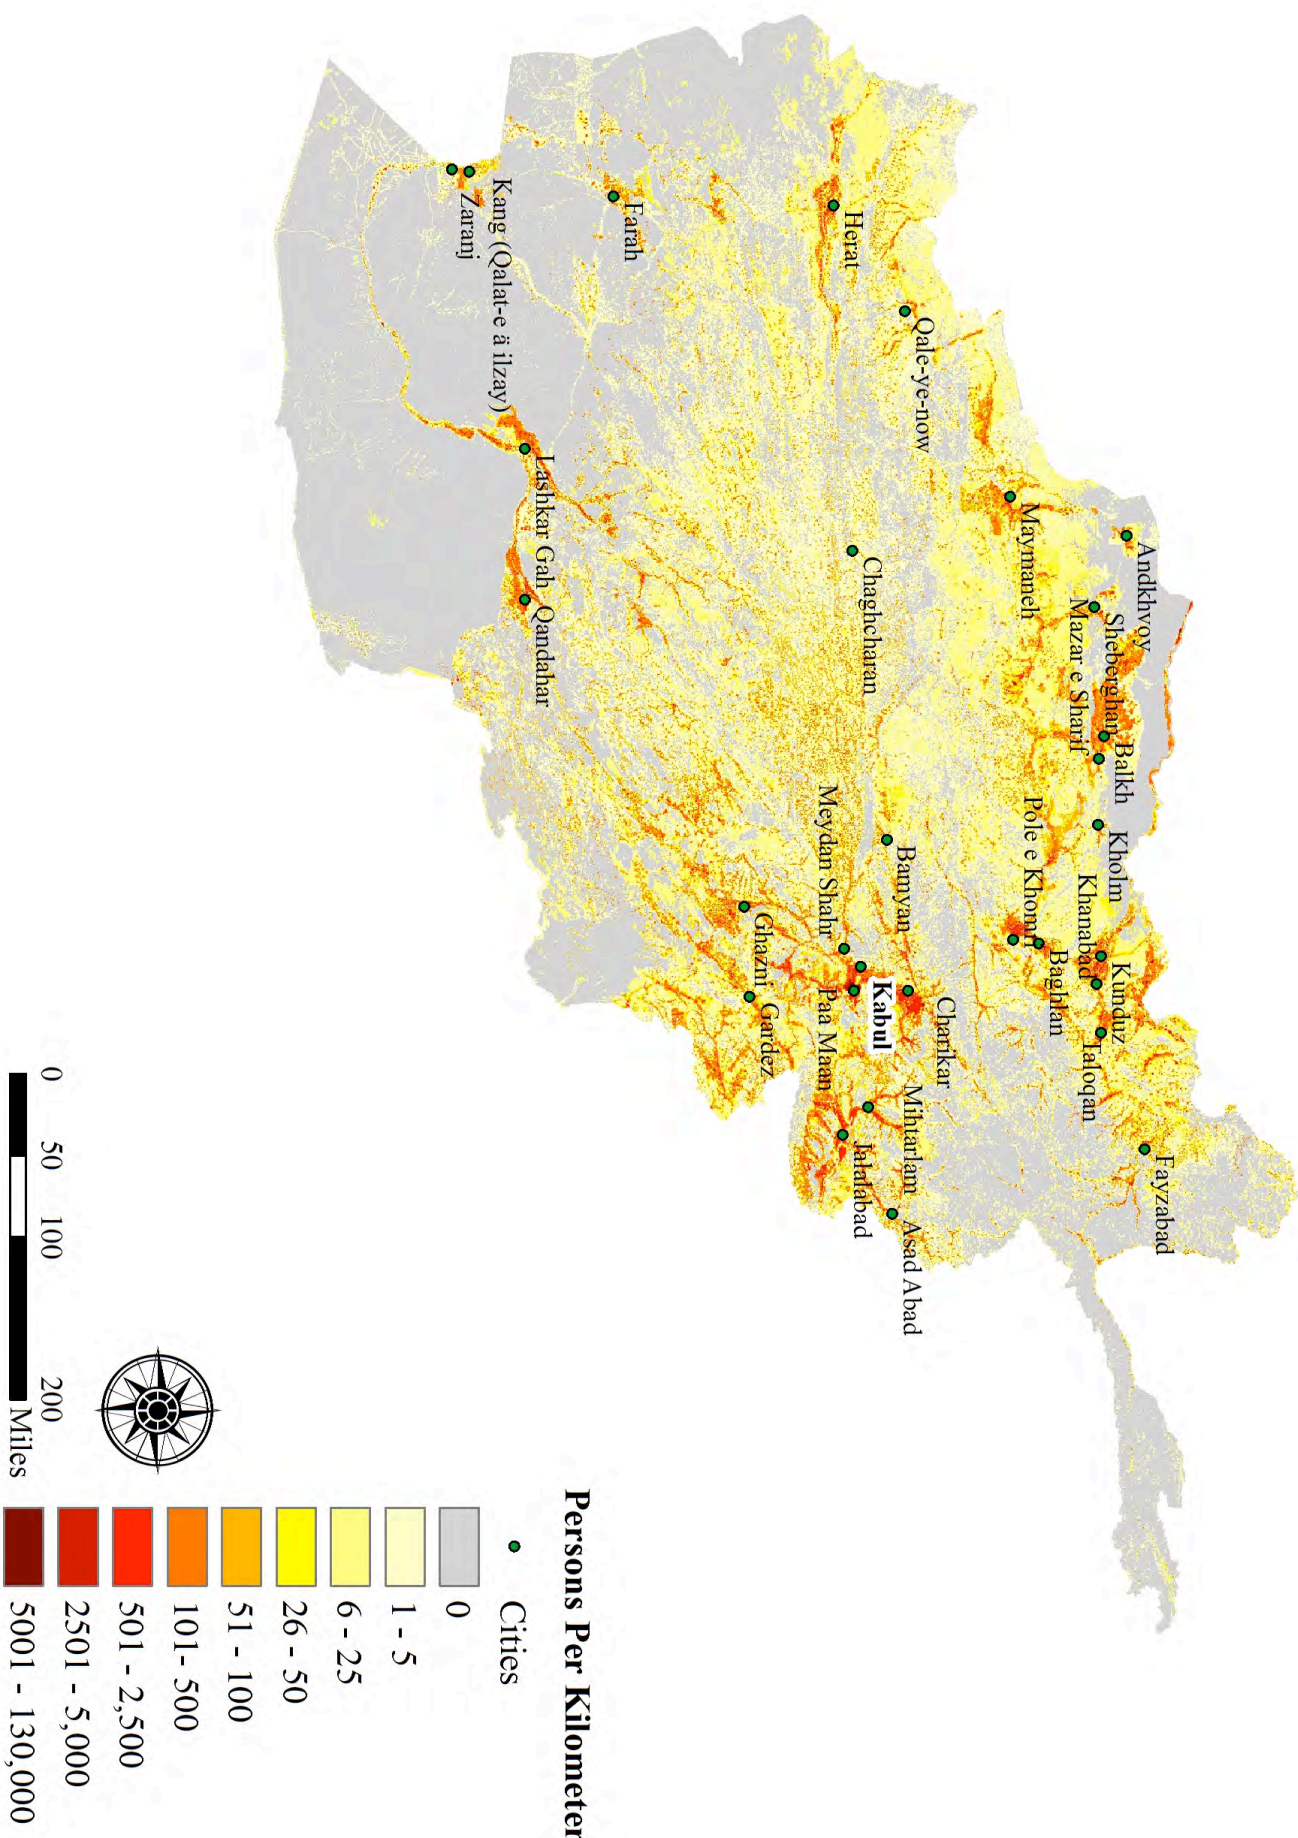 Andkhvoy
Sheberghan
Balkh
Mazar e Sharif
Kholm
Kunduz
Khanabad
Taloqan
Fayzabad
Maymaneh
Pole e Khomri
Baghlan
Qale-ye-now
Herat
Chaghcharan
Bamyan
Charikar
Mihtarlam
Asad Abad
Meydan Shahr
Kabul
Paa Maan
Jalalabad
Ghazni
Gardez
Farah
Kang (Qalat-e ä ilzay)
Zaranj
Lashkar Gah
Qandahar
Persons Per Kilometer
Cities
0
1 - 5
6 - 25
26 - 50
51 - 100
101- 500
501 - 2,500
2501 - 5,000
5001 - 130,000
0 50 100 200
Miles